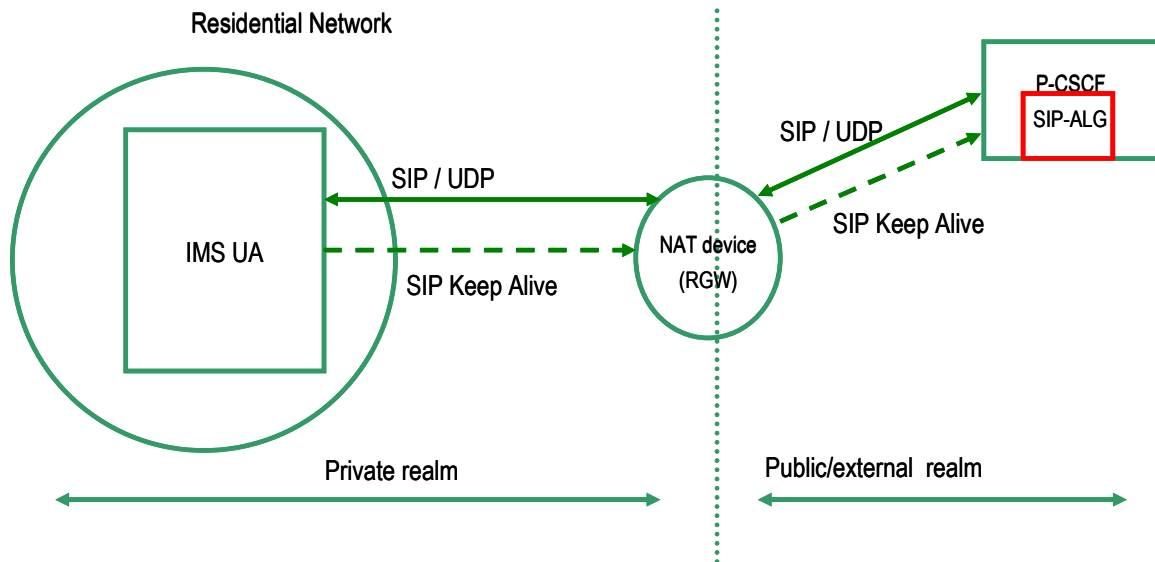 Residential Network
P-CSCF
SIP-ALG
SIP / UDP
SIP / UDP
SIP Keep Alive
IMS UA
NAT device
(RGW)
SIP Keep Alive
Private realm
Public/external realm